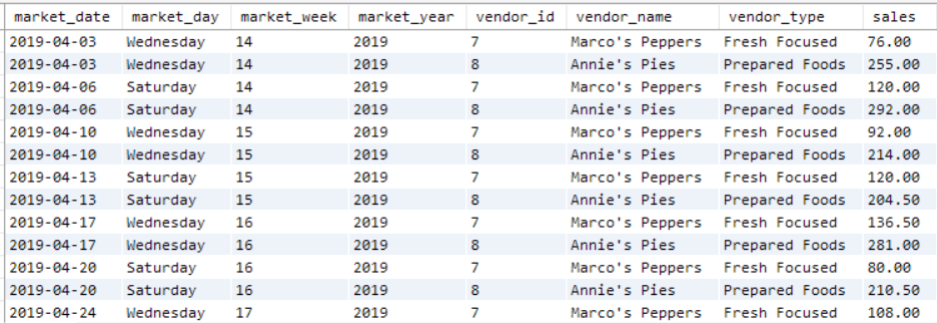 market_date market_day market_week market_year vendor_id vendor_name vendor_type sales
2019-04-03 Wednesday 14 2019 7 Marco's Peppers Fresh Focused 76.00
2019-04-03 Wednesday 14 2019 8 Annie's Pies Prepared Foods 255.00
2019-04-06 Saturday 14 2019 7 Marco's Peppers Fresh Focused 120.00
2019-04-06 Saturday 14 2019 8 Annie's Pies Prepared Foods 292.00
2019-04-10 Wednesday 15 2019 7 Marco's Peppers Fresh Focused 92.00
2019-04-10 Wednesday 15 2019 8 Annie's Pies Prepared Foods 214.00
2019-04-13 Saturday 15 2019 7 Marco's Peppers Fresh Focused 120.00
2019-04-13 Saturday 15 2019 8 Annie's Pies Prepared Foods 204.50
2019-04-17 Wednesday 16 2019 7 Marco's Peppers Fresh Focused 136.50
2019-04-17 Wednesday 16 2019 8 Annie's Pies Prepared Foods 281.00
2019-04-20 Saturday 16 2019 7 Marco's Peppers Fresh Focused 80.00
2019-04-20 Saturday 16 2019 8 Annie's Pies Prepared Foods 210.50
2019-04-24 Wednesday 17 2019 7 Marco's Peppers Fresh Focused 108.00